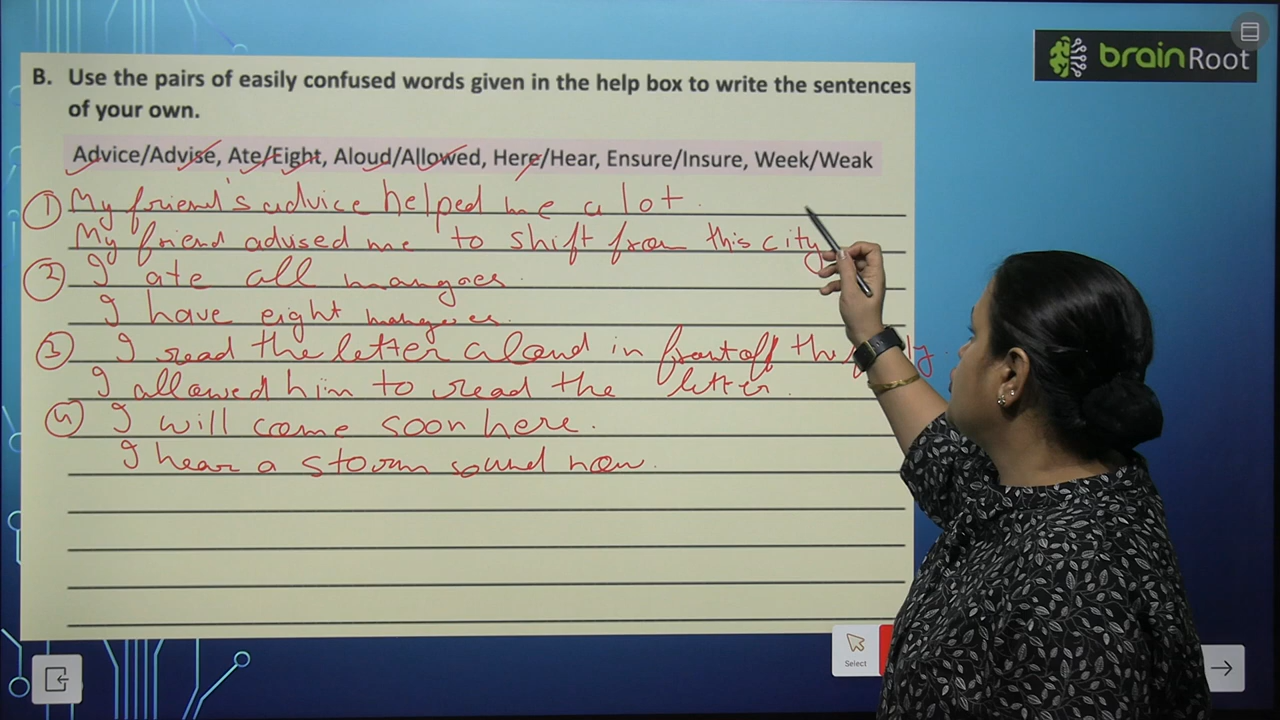 brainRoot
B. Use the pairs of easily confused words given in the help box to write the sentences
of your own.
Advice/Advise, Ate/Eight, Aloud/Allowed, Here/Hear, Ensure/Insure, Week/Weak
1 My friend's advice helped me a lot.
My friend advised me to shift from this city
2 I ate all mangoes.
I have eight mangoes.
3 I read the letter aloud in front off the
I allowed him to read the letter.
4 I will come soon here.
I hear a storm sound now.
Select